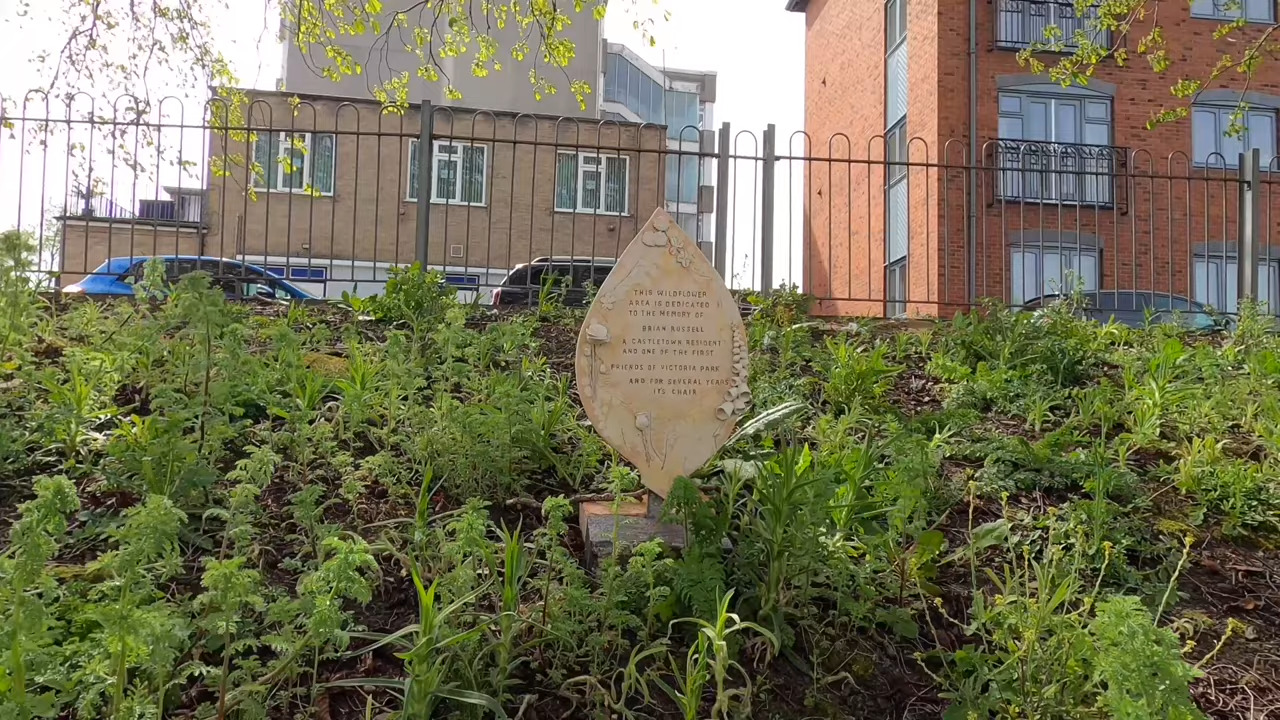 THIS WILDFLOWER
AREA IS DEDICATED
TO THE MEMORY OF
BRIAN RUSSELL
A CASTLETOWN RESIDENT
AND ONE OF THE FIRST
FRIENDS OF VICTORIA PARK
AND FOR SEVERAL YEARS
ITS CHAIR